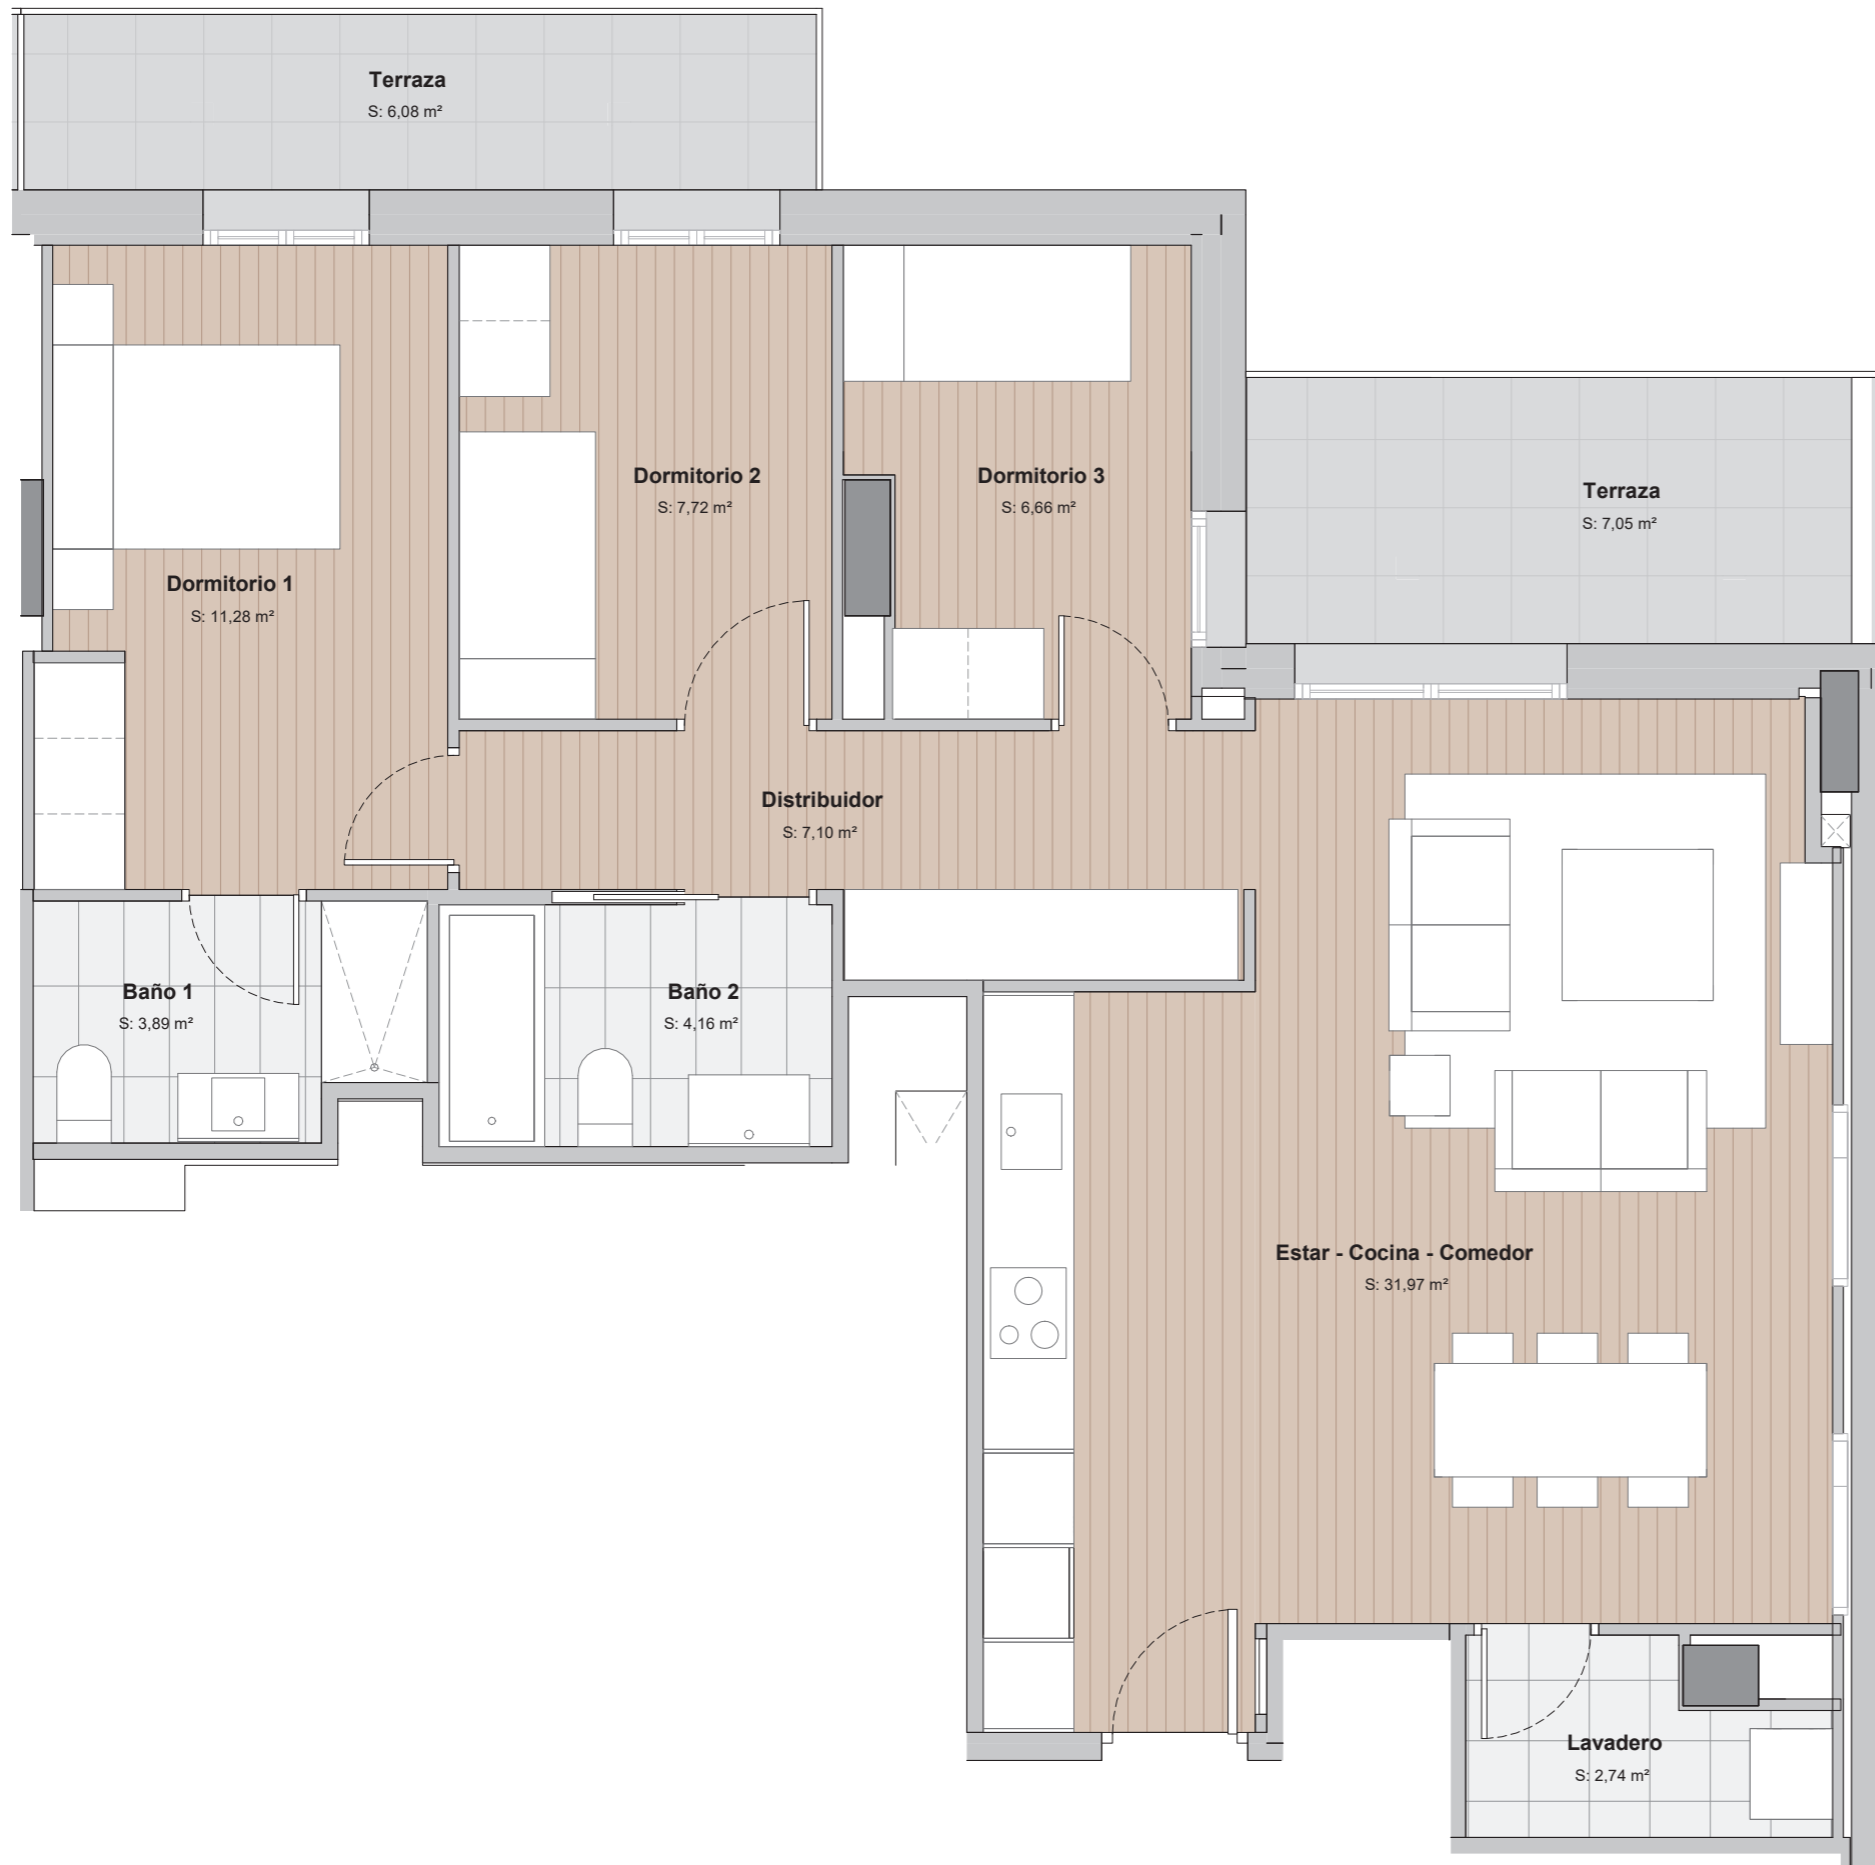 Terraza
S: 6,08 m²
Dormitorio 2
S: 7,72 m²
Dormitorio 3
S: 6,66 m²
Terraza
S: 7,05 m²
Dormitorio 1
S: 11,28 m²
Distribuidor
S: 7,10 m²
Baño 1
S: 3,89 m²
Baño 2
S: 4,16 m²
Estar - Cocina - Comedor
S: 31,97 m²
Lavadero
S: 2,74 m²